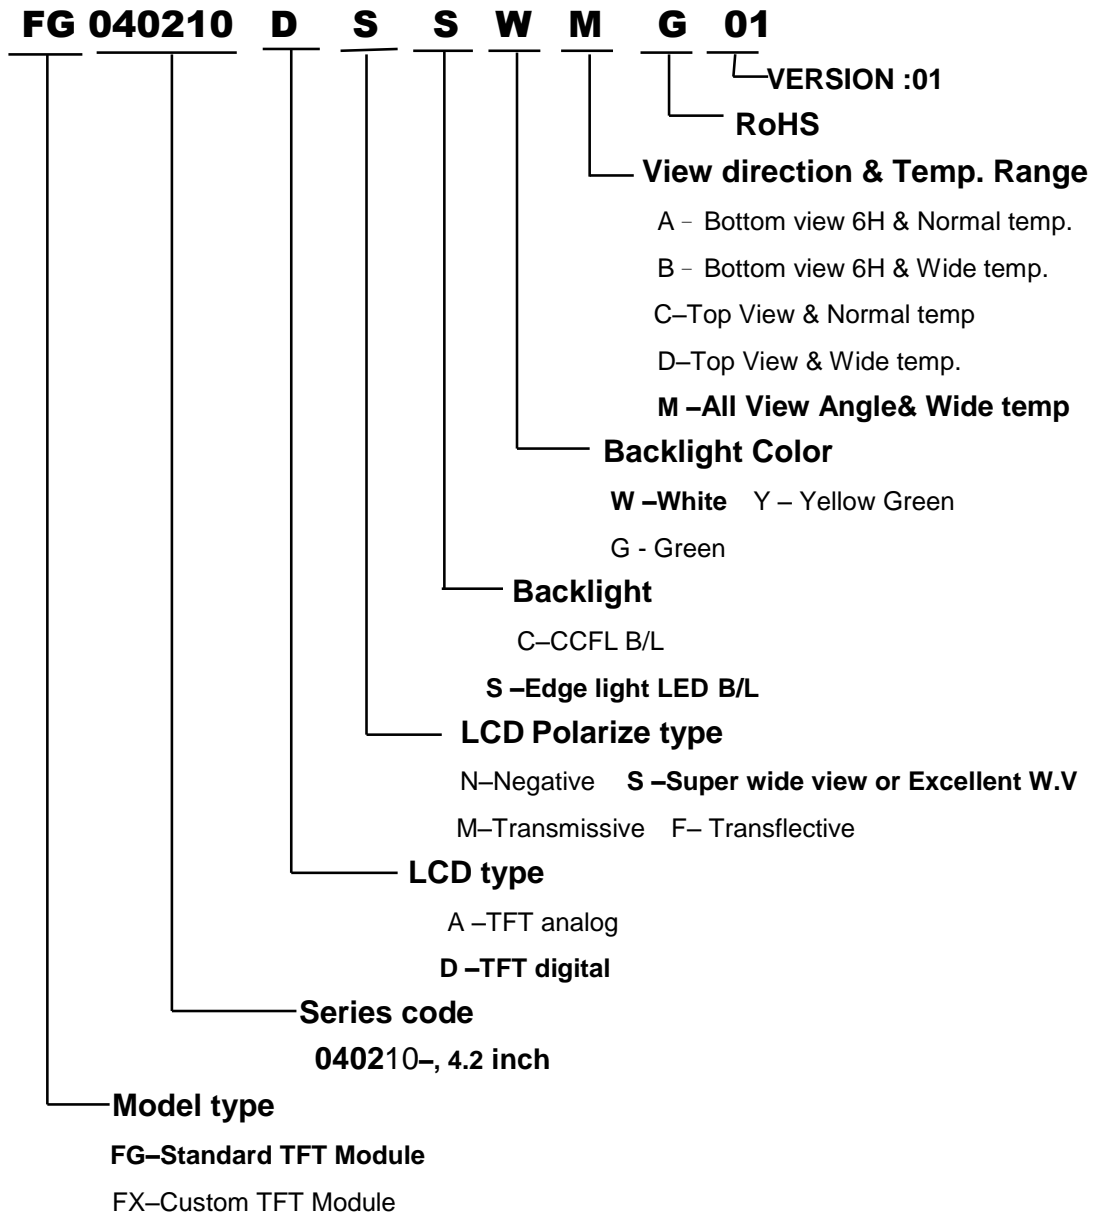 FG 040210 D S S W M G 01
VERSION :01
RoHS
View direction & Temp. Range
A – Bottom view 6H & Normal temp.
B – Bottom view 6H & Wide temp.
C–Top View & Normal temp
D–Top View & Wide temp.
M –All View Angle& Wide temp
Backlight Color
W –White Y – Yellow Green
G - Green
Backlight
C–CCFL B/L
S –Edge light LED B/L
LCD Polarize type
N–Negative S –Super wide view or Excellent W.V
M–Transmissive F– Transflective
LCD type
A –TFT analog
D –TFT digital
Series code
040210–, 4.2 inch
Model type
FG–Standard TFT Module
FX–Custom TFT Module